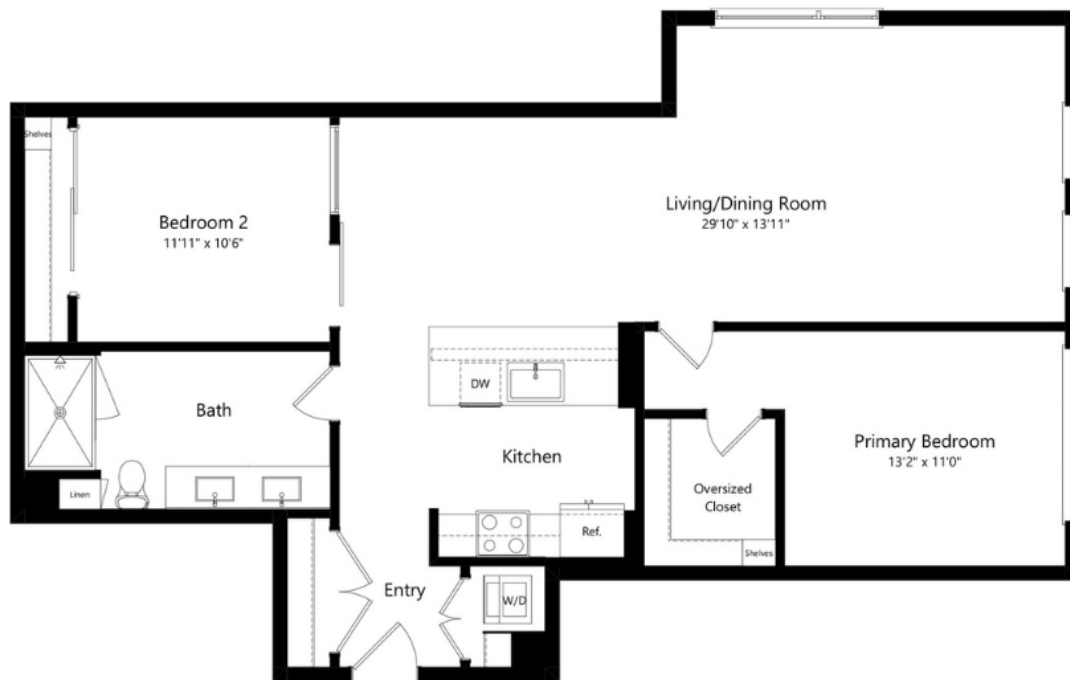 Shelves
Bedroom 2
11'11" x 10'6"
Living/Dining Room
29'10" x 13'11"
DW
Bath
Kitchen
Primary Bedroom
13'2" x 11'0"
Linen
Oversized
Closet
Ref.
Shelves
Entry
W/D